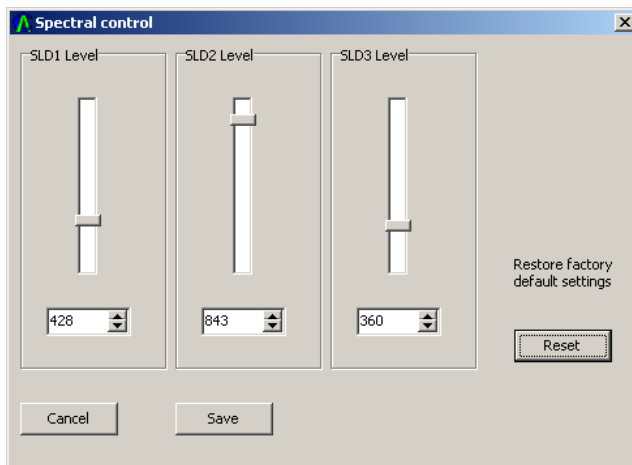 Spectral control
SLD1 Level
SLD2 Level
SLD3 Level
428
843
360
Restore factory
default settings
Reset
Cancel
Save